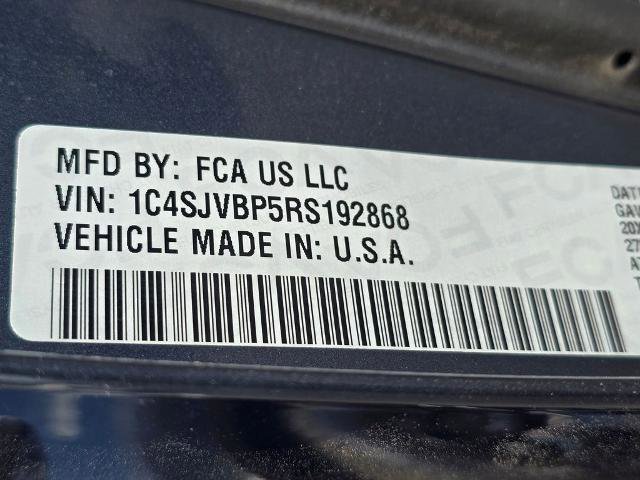 MFD BY: FCA US LLC
VIN: 1C4SJVBP5RS192868
VEHICLE MADE IN: U.S.A.